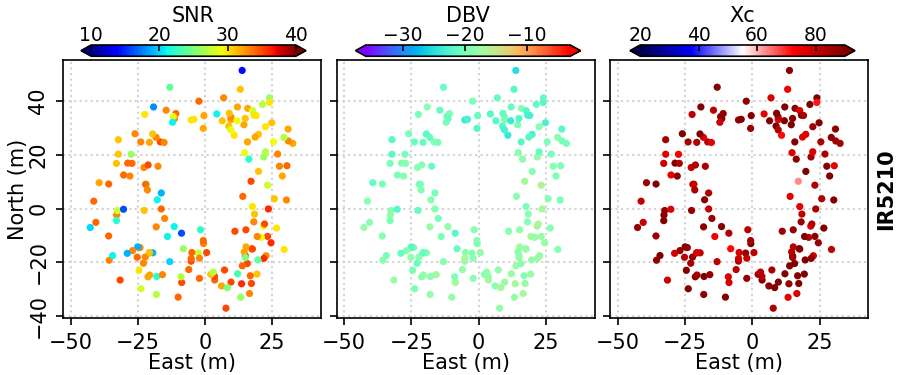 SNR DBV Xc
10 20 30 40 −30 −20 −10 20 40 60 80
40
20
0
−20
−40
North (m)
−50 −25 0 25 −50 −25 0 25 −50 −25 0 25
East (m) East (m) East (m)
IR5210